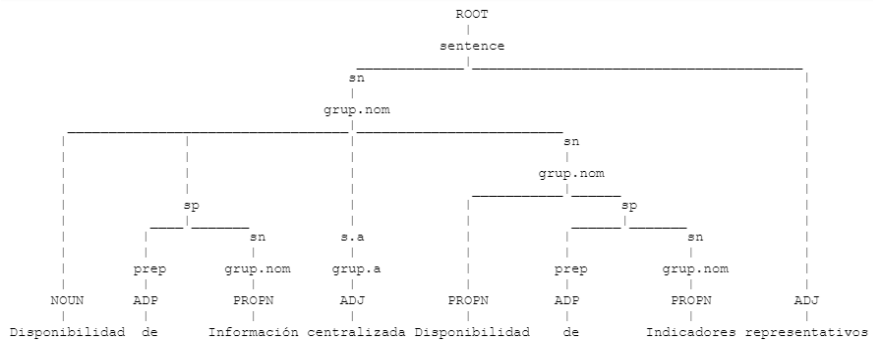 ROOT
sentence
sn
grup.nom
sn
grup.nom
sp sp
sn s.a sn
prep grup.nom grup.a prep grup.nom
NOUN ADP PROPN ADJ PROPN ADP PROPN ADJ
Disponibilidad de Información centralizada Disponibilidad de Indicadores representativos